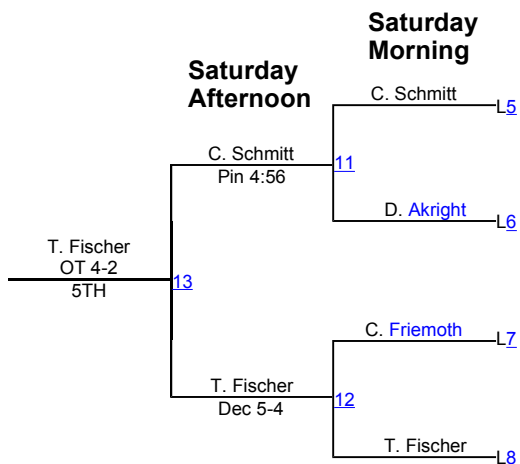 Saturday
Morning
Saturday
Afternoon
C. Schmitt
L5
C. Schmitt
11
Pin 4:56
D. Akright
L6
T. Fischer
OT 4-2
13
5TH
C. Friemoth
L7
T. Fischer
12
Dec 5-4
T. Fischer
L8